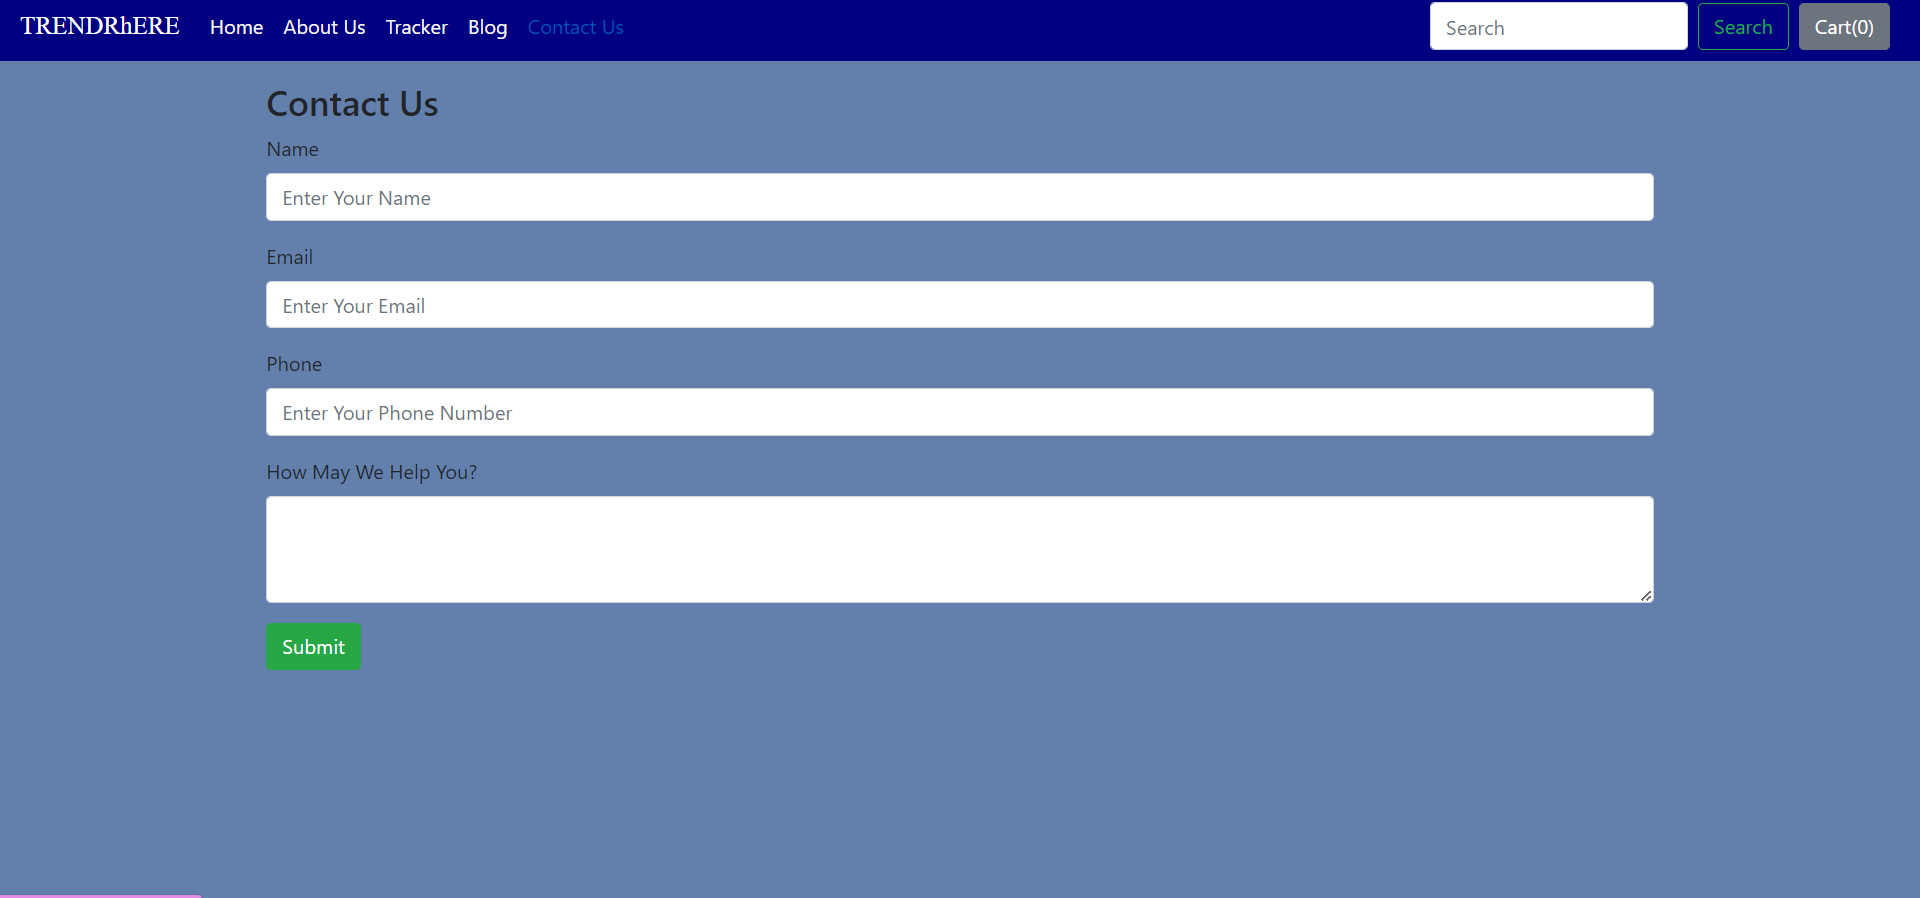 TRENDRhERE Home About Us Tracker Blog Contact Us Search Search Cart(0)
Contact Us
Name
Enter Your Name
Email
Enter Your Email
Phone
Enter Your Phone Number
How May We Help You?
Submit